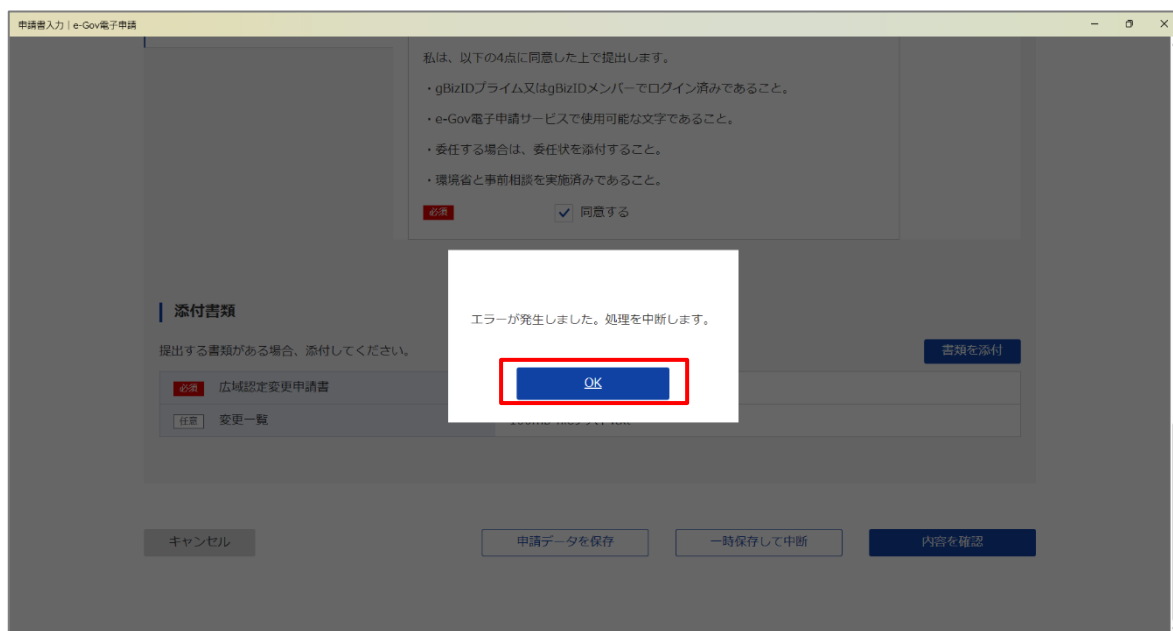 申請書入力｜e-Gov電子申請
私は、以下の4点に同意した上で提出します。
・gBizIDプライム又はgBizIDメンバーでログイン済みであること。
・e-Gov電子申請サービスで使用可能な文字であること。
・委任する場合は、委任状を添付すること。
・環境省と事前相談を実施済みであること。
必須 同意する
エラーが発生しました。処理を中断します。
OK
添付書類
提出する書類がある場合、添付してください。
書類を添付
必須 広域認定変更申請書
任意 変更一覧
キャンセル 申請データを保存 一時保存して中断 内容を確認